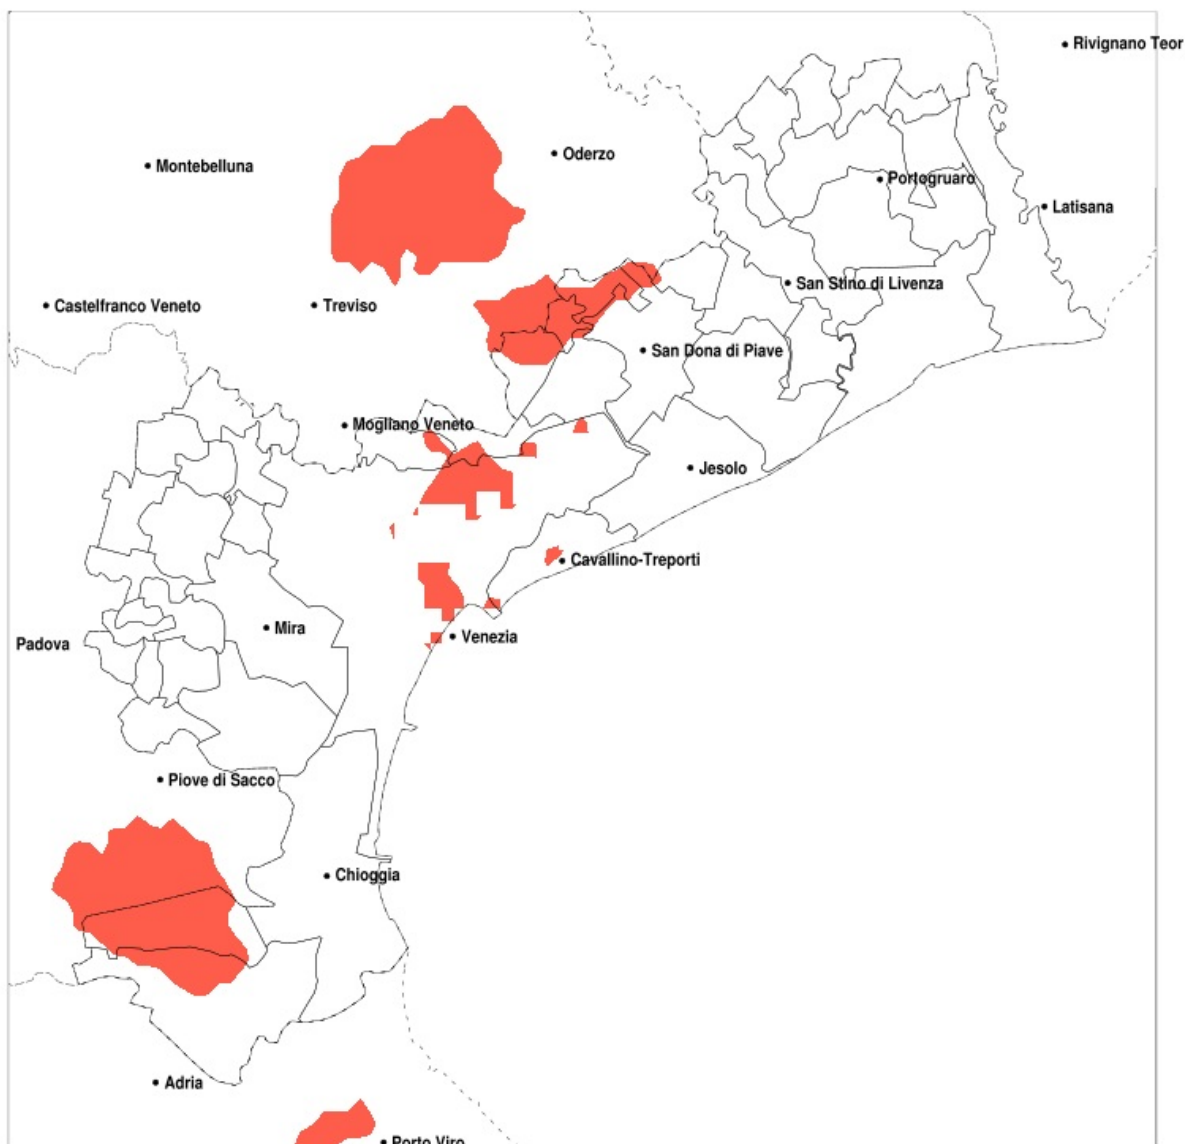 Rivignano Teor
Oderzo
Montebelluna
Portogruaro
Latisana
San Stino di Livenza
Castelfranco Veneto
Treviso
San Dona di Piave
Mogliano Veneto
Jesolo
Cavallino-Treporti
Mira
Venezia
Padova
Piove di Sacco
Chioggia
Adria
Porto Viro